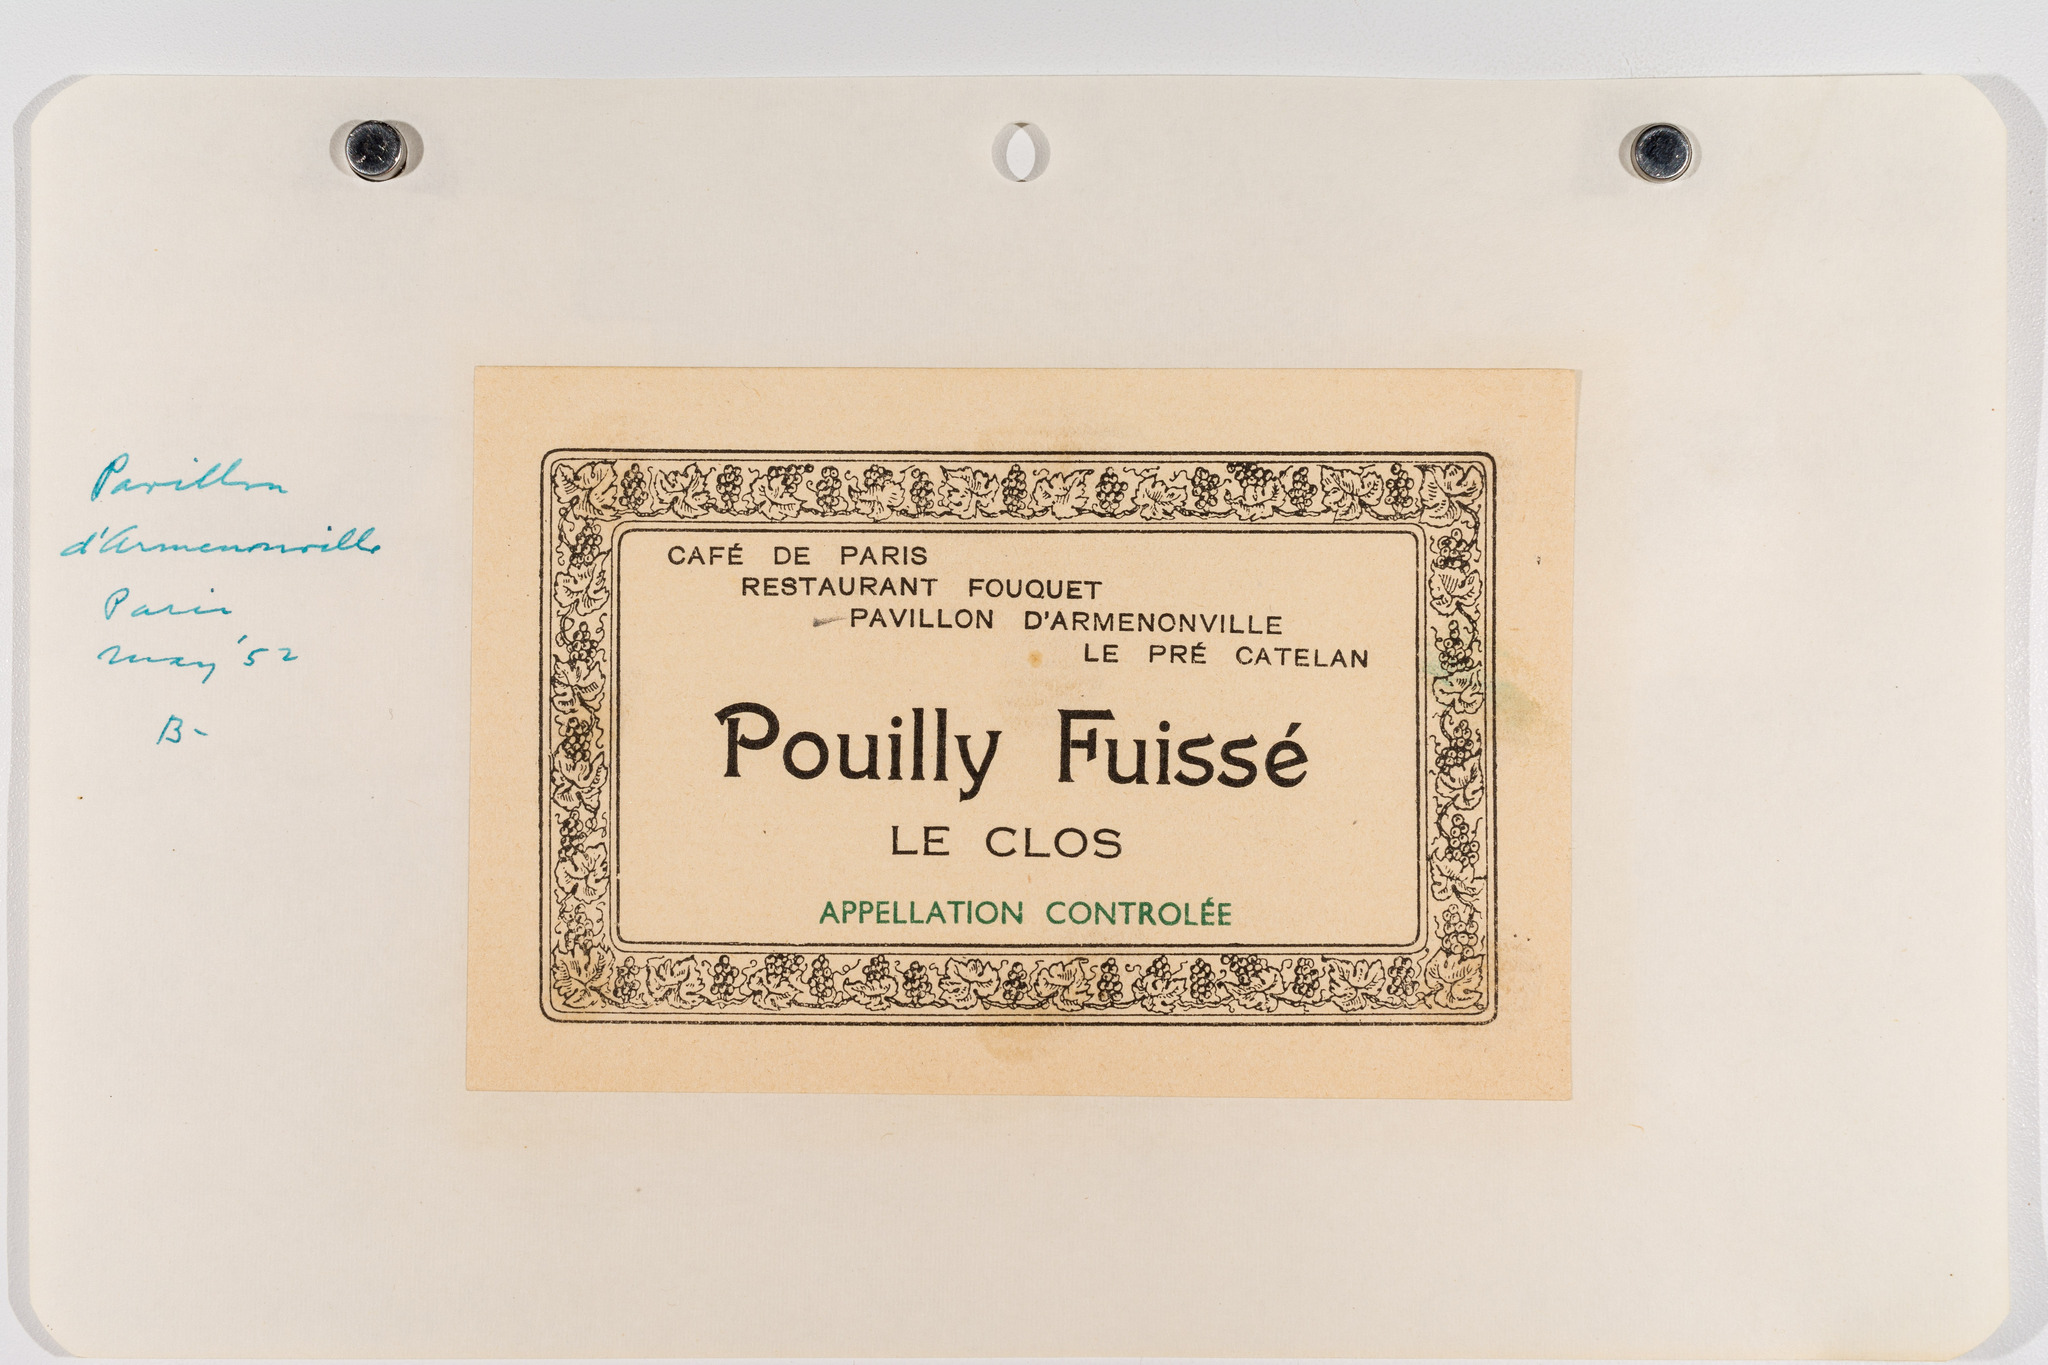 Pavillon
d'Armenonville
Paris
may '52
B-
CAFÉ DE PARIS
RESTAURANT FOUQUET
PAVILLON D'ARMENONVILLE
LE PRÉ CATELAN
Pouilly Fuissé
LE CLOS
APPELLATION CONTROLÉE